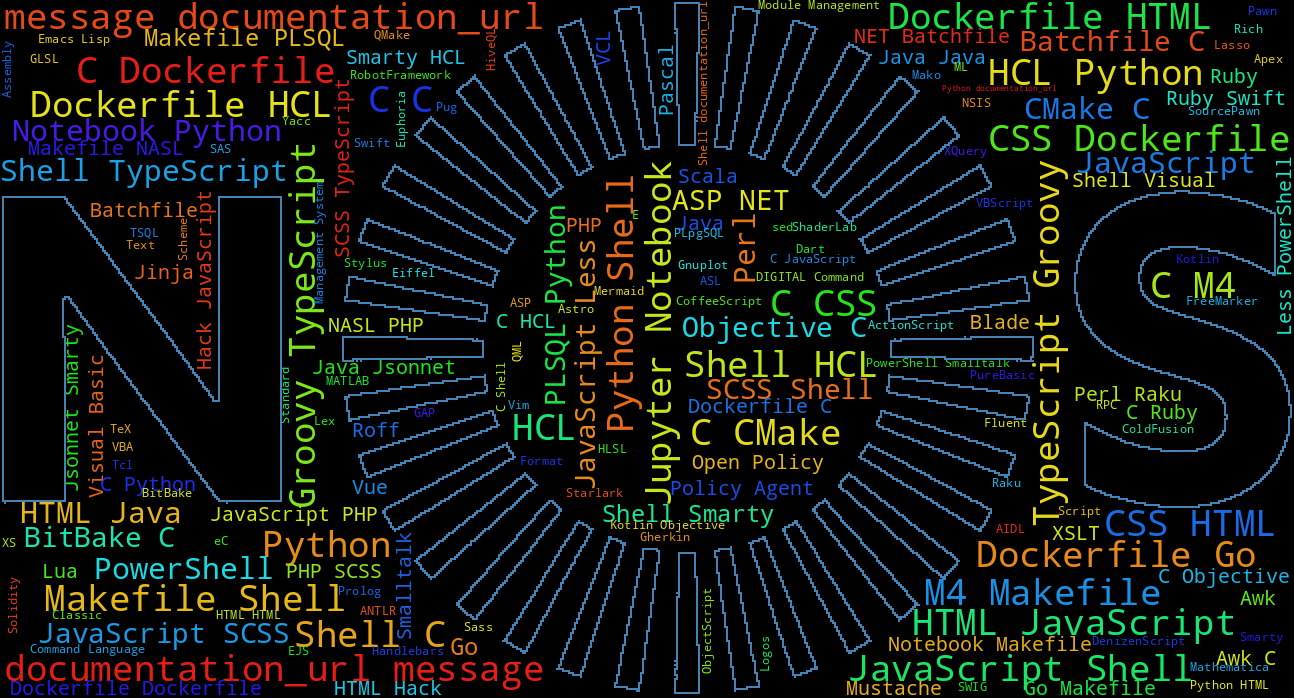 message documentation_url
Module Management
Dockerfile HTML
Pawn
Emacs Lisp
Makefile PLSQL
QMake
HiveQL
VCL
Shell documentation_url
NET Batchfile
Batchfile C
Rich
Lasso
Assembly
GLSL
Smarty HCL
Pascal
Java Java
ML
Apex
C Dockerfile
RobotFramework
Mako
HCL Python
Ruby
Python documentation_url
Dockerfile HCL
C C
Pug
Euphoria
NSIS
CMake C
Ruby Swift
SourcePawn
Notebook Python
Yacc
Swift
CSS Dockerfile
Makefile NASL
SAS
SCSS TypeScript
XQuery
JavaScript
Shell TypeScript
Groovy TypeScript
Management System
Scala
Shell Visual
Less PowerShell
Batchfile
Hack JavaScript
Python Shell
Jupyter Notebook
ASP NET
VBScript
TypeScript Groovy
TSQL
Text
Scheme
PHP
E
Java
Perl
PLpgSQL
sedShaderLab
Jinja
Stylus
Eiffel
PLSQL Python
JavaScript Less
Gnuplot
Dart
C JavaScript
Kotlin
ASL
DIGITAL Command
C M4
Mermaid
ASP
Astro
CoffeeScript
C CSS
FreeMarker
NASL PHP
C HCL
Objective C
ActionScript
Blade
QML
Java Jsonnet
Shell HCL
PowerShell Smalltalk
Jsonnet Smarty
Visual Basic
Standard
MATLAB
C Shell
SCSS Shell
PureBasic
Perl Raku
Vim
Dockerfile C
RPC
GAP
Lex
C Ruby
Fluent
TeX
Roff
HCL
C CMake
ColdFusion
VBA
HLSL
Tcl
Format
Open Policy
C Python
BitBake
Vue
Starlark
Policy Agent
Raku
HTML Java
JavaScript PHP
Shell Smarty
Script
Kotlin Objective
CSS HTML
XS
BitBake C
eC
Python
Smalltalk
Gherkin
AIDL
XSLT
Dockerfile Go
Lua
PowerShell
PHP SCSS
C Objective
Solidity
Makefile Shell
Prolog
ObjectScript
M4 Makefile
Awk
Classic
HTML HTML
ANTLR
HTML JavaScript
JavaScript SCSS
Shell C
Sass
Logos
Notebook Makefile
DenizenScript
Smarty
Command Language
EJS
Handlebars
Go
Awk C
documentation_url message
JavaScript Shell
Mathematica
Dockerfile Dockerfile
HTML Hack
Mustache
SWIG
Go Makefile
Python HTML